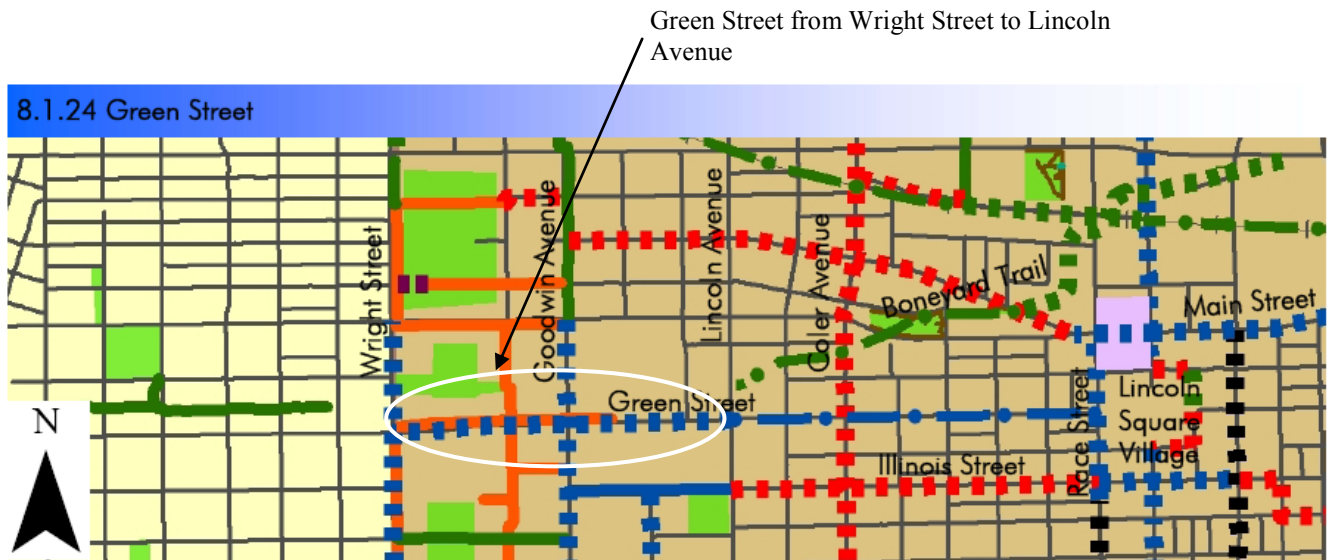 Green Street from Wright Street to Lincoln
Avenue
8.1.24 Green Street
Wright Street
Goodwin Avenue
Lincoln Avenue
Coler Avenue
Boneyard Trail
Main Street
Green Street
Race Street
Lincoln
Square
Village
Illinois Street
N